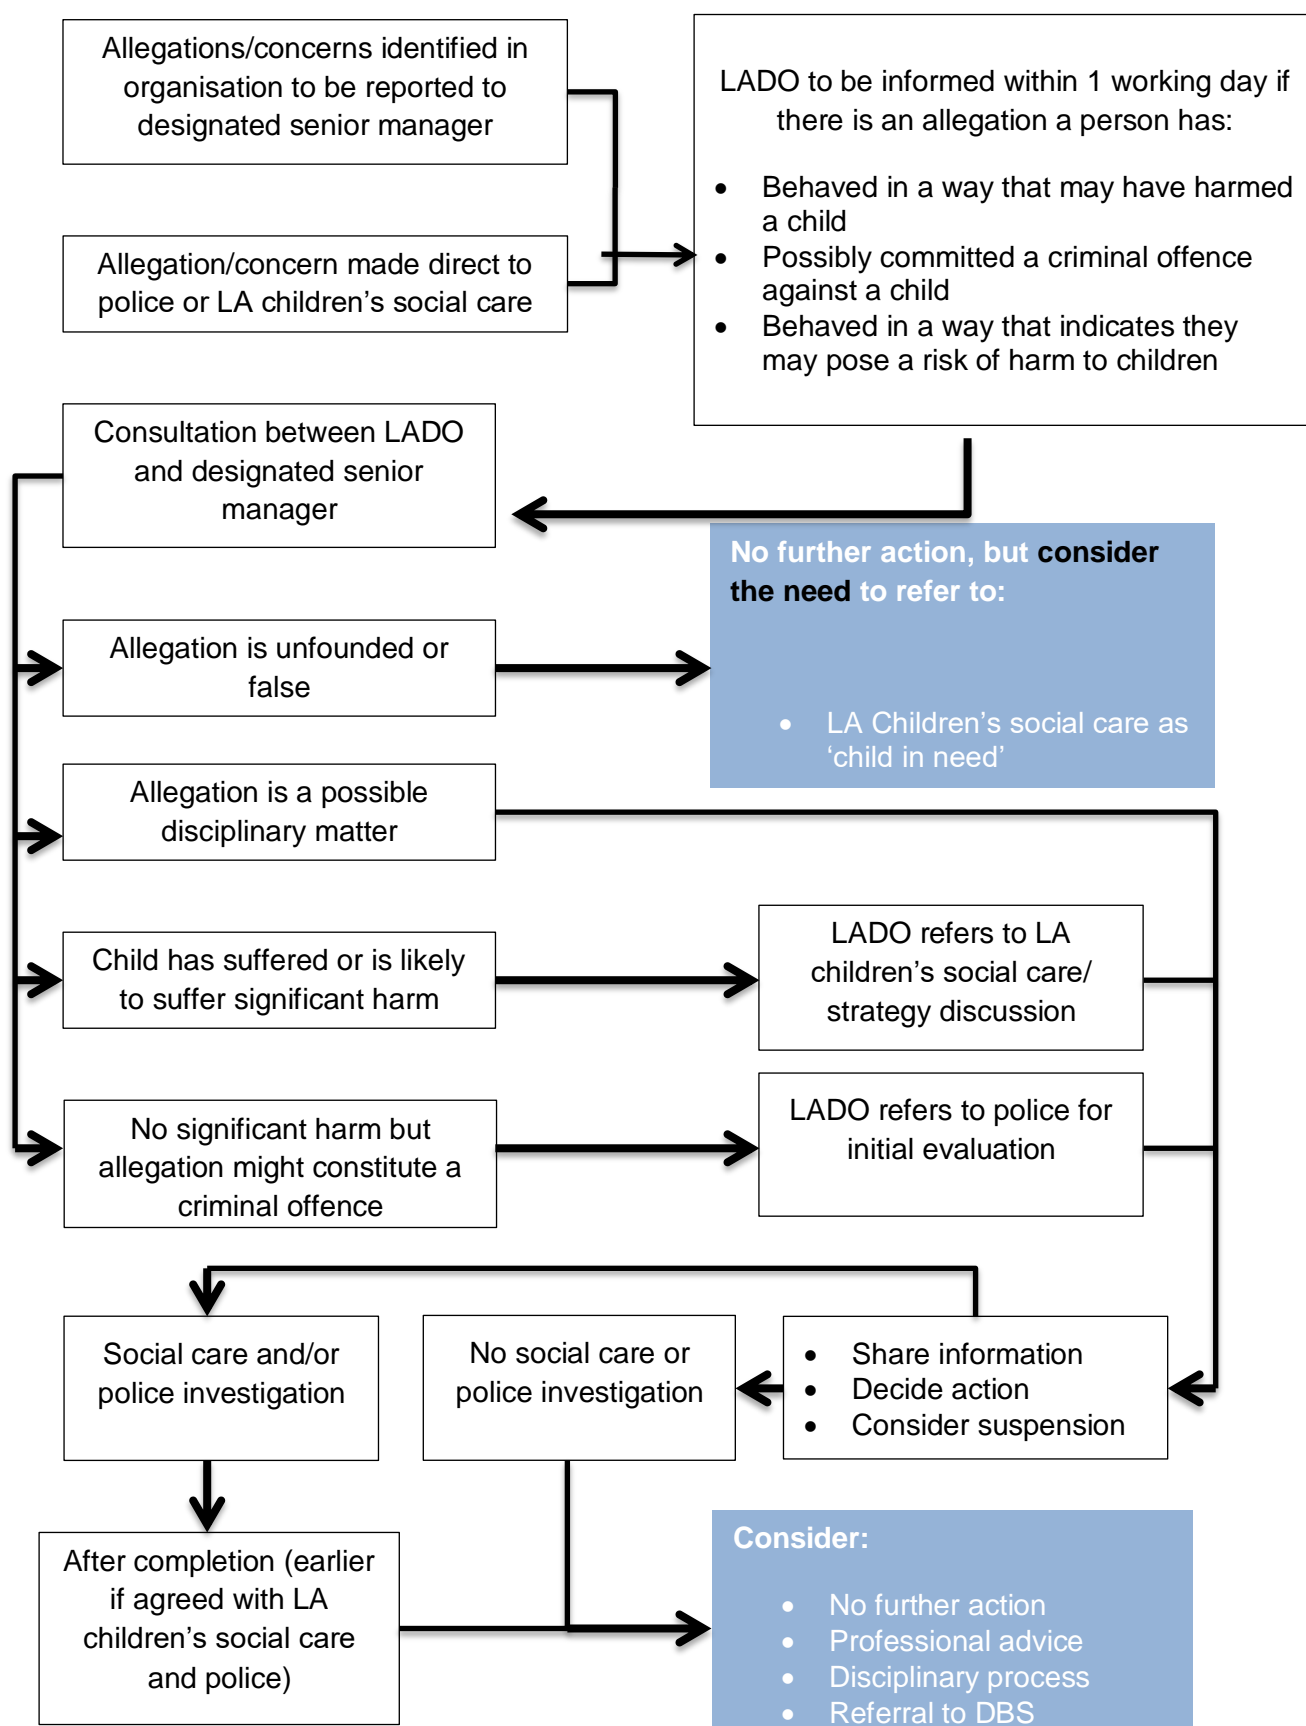 Allegations/concerns identified in
organisation to be reported to
designated senior manager
LADO to be informed within 1 working day if
there is an allegation a person has:
• Behaved in a way that may have harmed
a child
• Possibly committed a criminal offence
against a child
• Behaved in a way that indicates they
may pose a risk of harm to children
Allegation/concern made direct to
police or LA children’s social care
Consultation between LADO
and designated senior
manager
No further action, but consider
the need to refer to:
• LA Children’s social care as
‘child in need’
Allegation is unfounded or
false
Allegation is a possible
disciplinary matter
Child has suffered or is likely
to suffer significant harm
LADO refers to LA
children’s social care/
strategy discussion
No significant harm but
allegation might constitute a
criminal offence
LADO refers to police for
initial evaluation
Social care and/or
police investigation
No social care or
police investigation
• Share information
• Decide action
• Consider suspension
After completion (earlier
if agreed with LA
children’s social care
and police)
Consider:
• No further action
• Professional advice
• Disciplinary process
• Referral to DBS